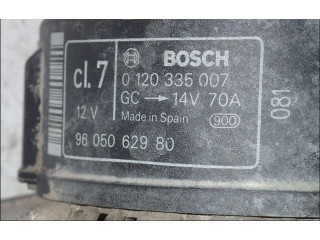 cl. 7
BOSCH
0 120 335 007
GC → 14V 70A
12 V
Made in Spain
900
96 050 629 80
081